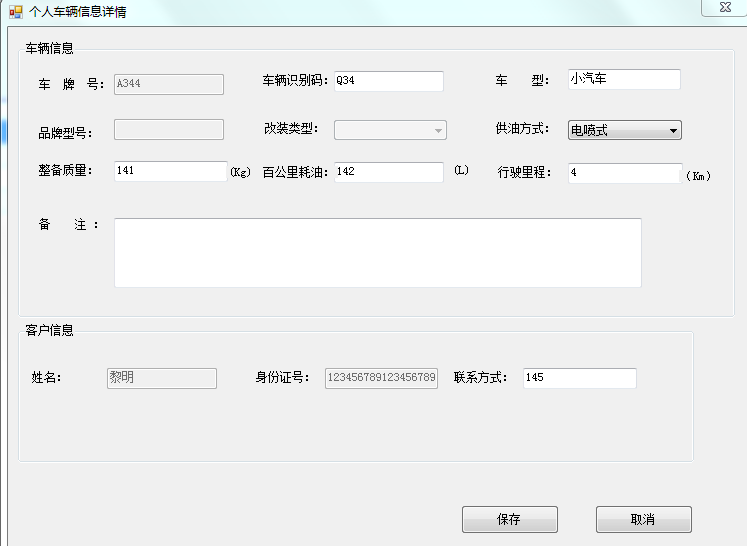 个人车辆信息详情
车辆信息
车 牌 号： A344 车辆识别码： Q34 车 型： 小汽车
品牌型号： 改装类型： 供油方式： 电喷式
整备质量： 141 (Kg) 百公里耗油： 142 (L) 行驶里程： 4 (Km)
备 注：
客户信息
姓名： 黎明 身份证号： 123456789123456789 联系方式： 145
保存 取消